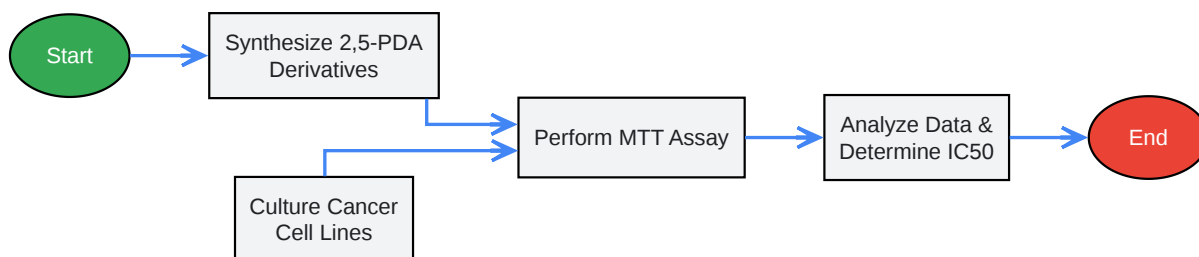 Start
Synthesize 2,5-PDA
Derivatives
Culture Cancer
Cell Lines
Perform MTT Assay
Analyze Data &
Determine IC50
End